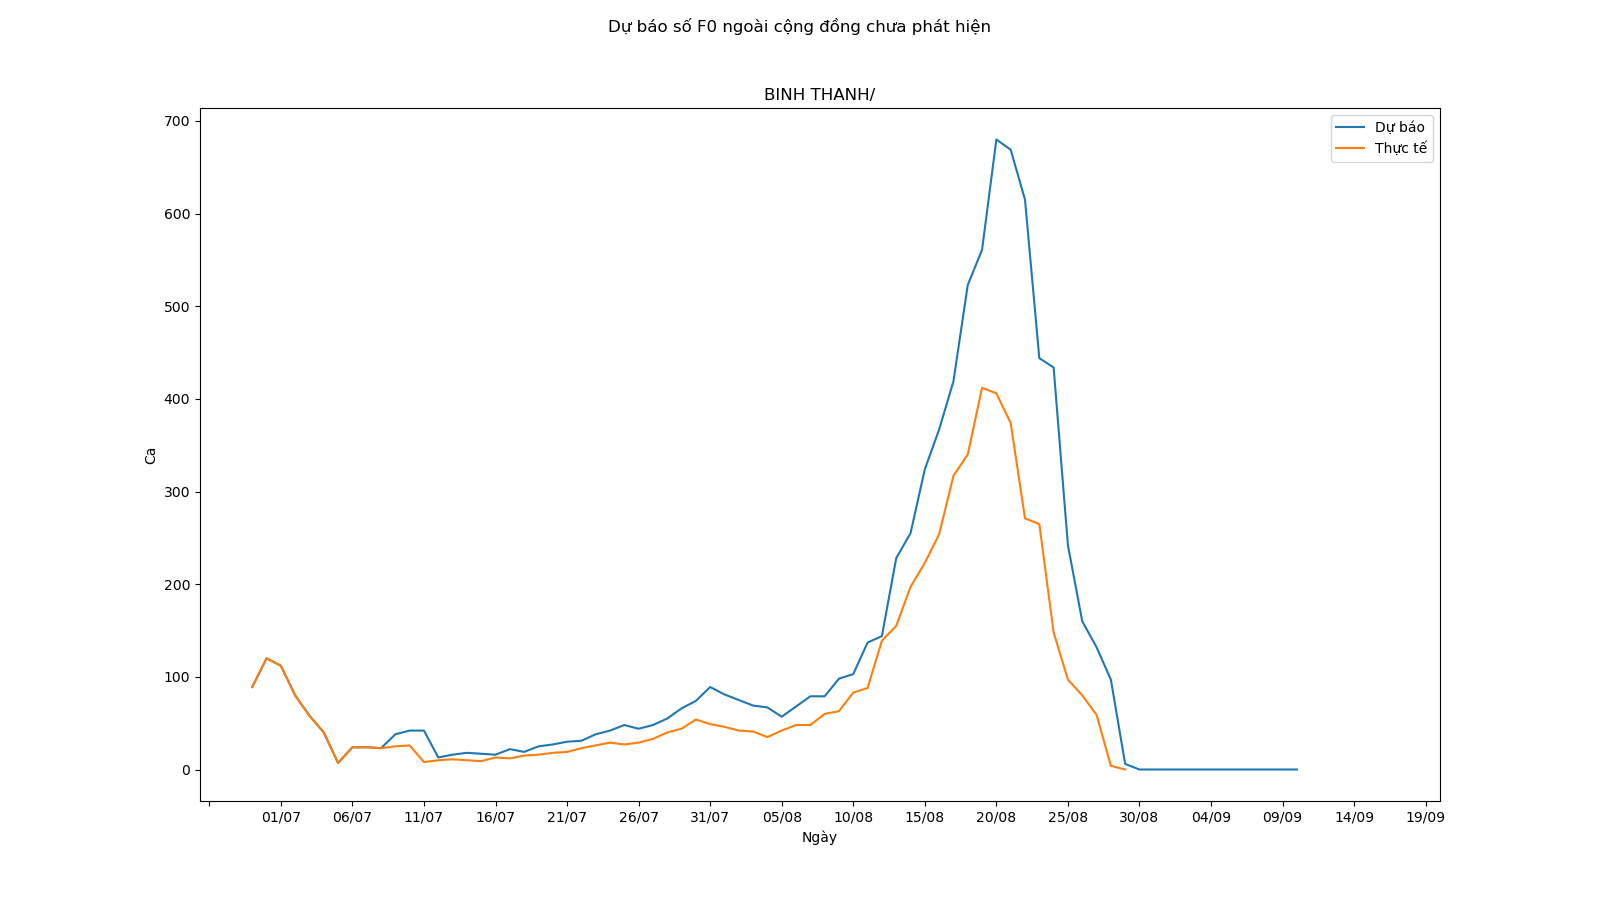 Dự báo số F0 ngoài cộng đồng chưa phát hiện
BINH THANH/
Dự báo
Thực tế
700
600
500
400
300
200
100
0
Ca
01/07 06/07 11/07 16/07 21/07 26/07 31/07 05/08 10/08 15/08 20/08 25/08 30/08 04/09 09/09 14/09 19/09
Ngày